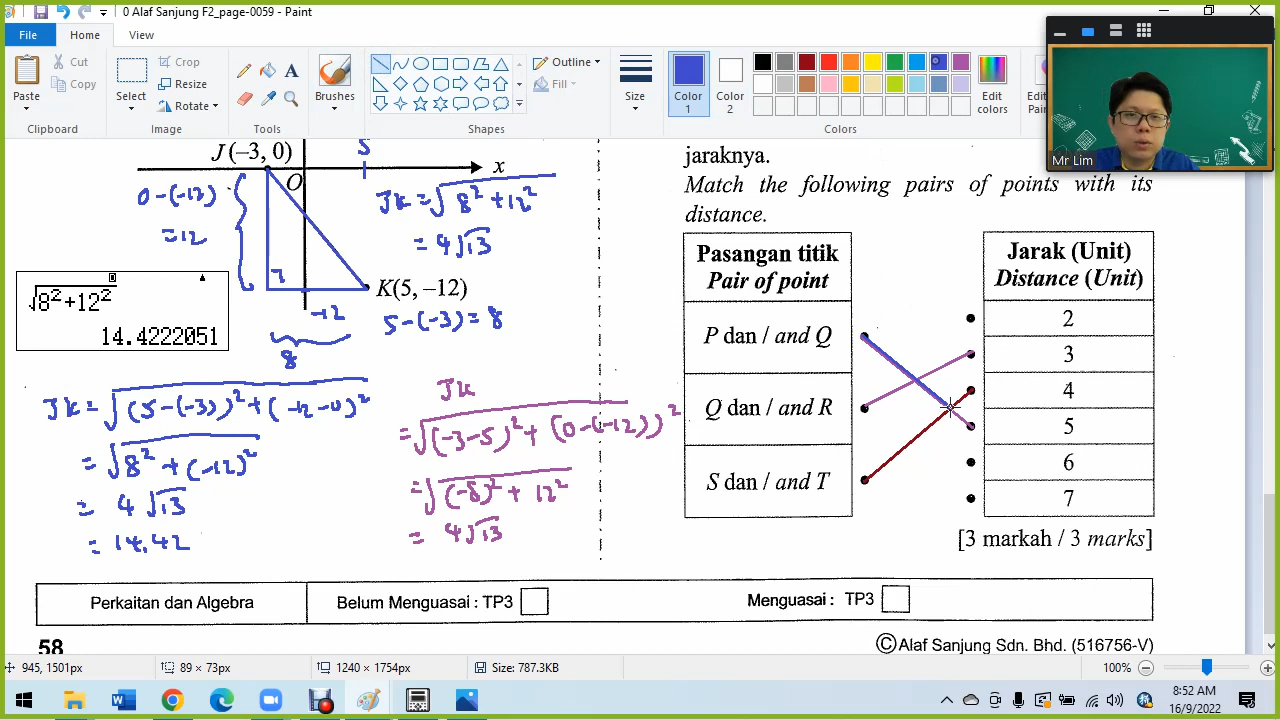 0 Alaf Sanjung F2_page-0059 - Paint
File
Home
View
Paste
Cut
Copy
Clipboard
Select
Crop
Resize
Rotate
Image
A
Tools
Brushes
Shapes
Outline
Fill
Size
Color 1
Color 2
Colors
Edit colors
Mr Lim
J (−3, 0)
5
x
O
0-(-12)
=12
JK = √8² + 12²
= 4√13
K(5, −12)
-12
5-(-3) = 8
8
√8²+12²
14.4222051
JK = √(5-(-3))² + (-12-0)²
= √8² + (-12)²
= 4√13
= 14.42
JK
= √(-3-5)² + (0-(-12))²
= √(-8)² + 12²
= 4√13
jaraknya.
Match the following pairs of points with its
distance.
Pasangan titik
Pair of point
P dan / and Q
Q dan / and R
S dan / and T
Jarak (Unit)
Distance (Unit)
2
3
4
5
6
7
[3 markah / 3 marks]
Perkaitan dan Algebra
Belum Menguasai : TP3
Menguasai : TP3
58
© Alaf Sanjung Sdn. Bhd. (516756-V)
945, 1501px
89 × 73px
1240 × 1754px
Size: 787.3KB
100%
8:52 AM
16/9/2022